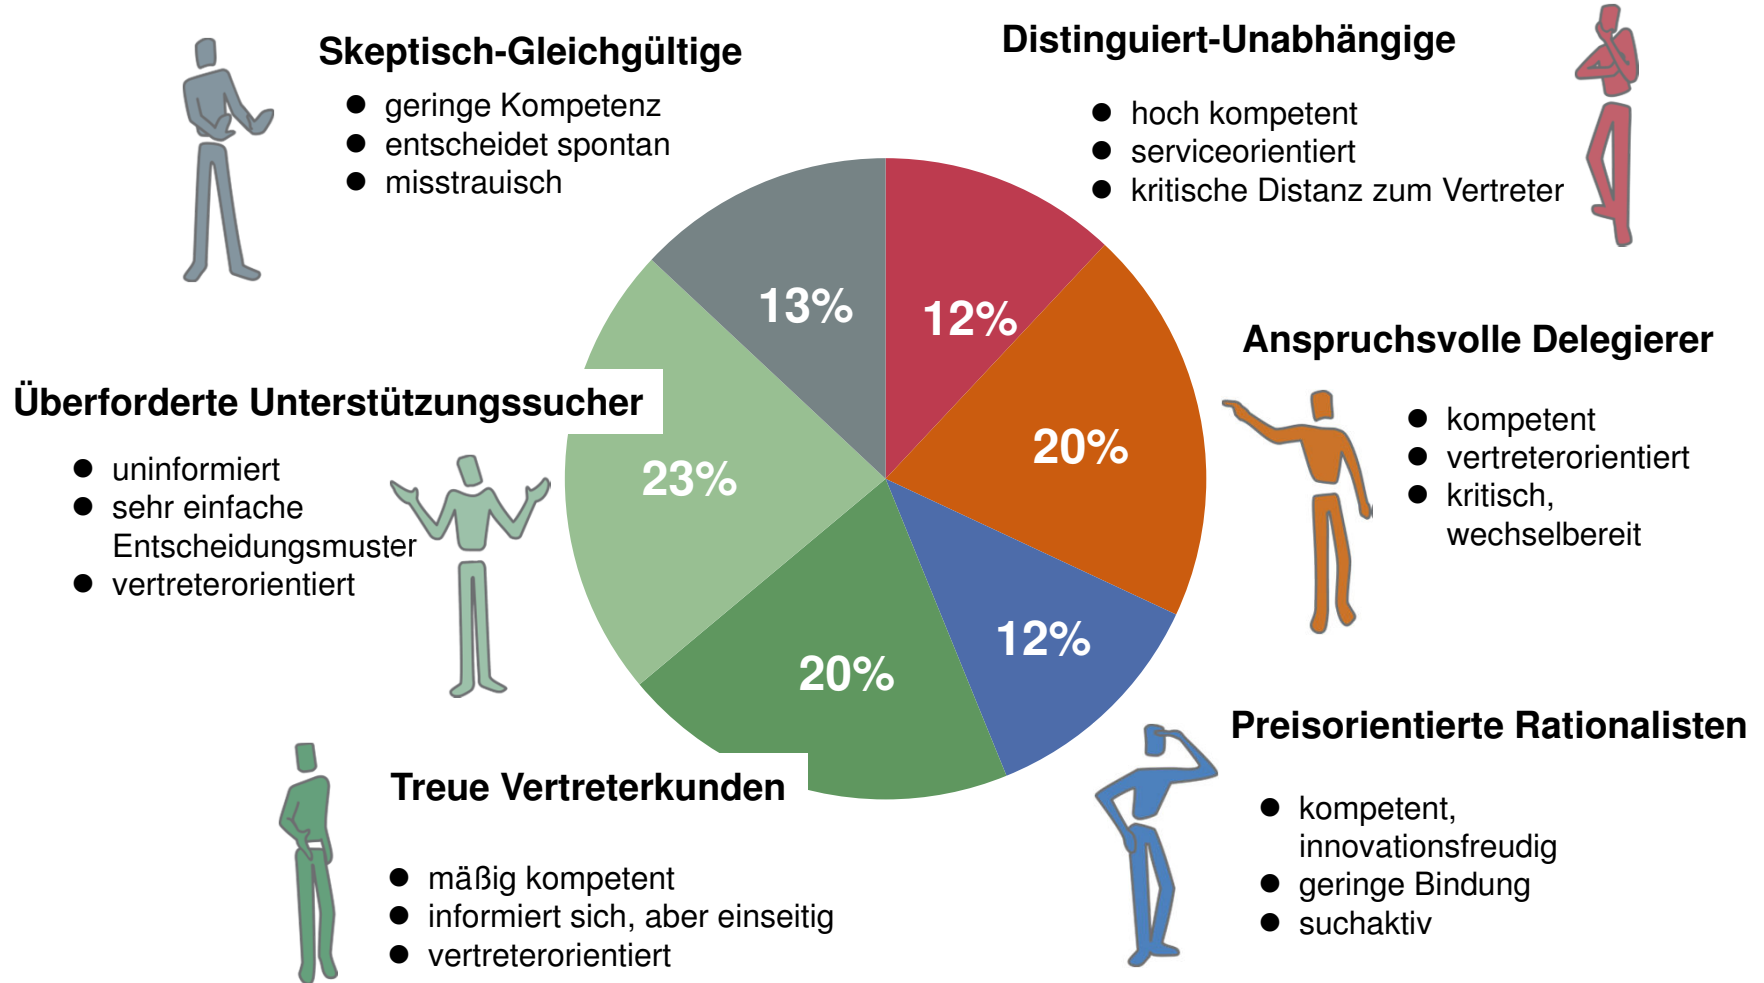 Skeptisch-Gleichgültige
● geringe Kompetenz
● entscheidet spontan
● misstrauisch
Distinguiert-Unabhängige
● hoch kompetent
● serviceorientiert
● kritische Distanz zum Vertreter
13%
12%
Anspruchsvolle Delegierer
● kompetent
● vertreterorientiert
● kritisch,
wechselbereit
20%
Überforderte Unterstützungssucher
● uninformiert
● sehr einfache
Entscheidungsmuster
● vertreterorientiert
23%
12%
20%
Preisorientierte Rationalisten
● kompetent,
innovationsfreudig
● geringe Bindung
● suchaktiv
Treue Vertreterkunden
● mäßig kompetent
● informiert sich, aber einseitig
● vertreterorientiert